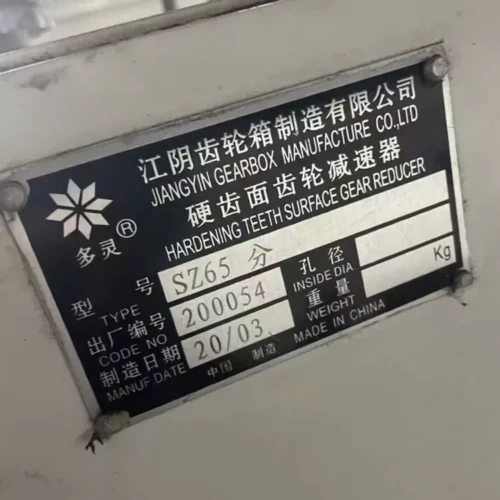 江阴齿轮箱制造有限公司
JIANGYIN GEARBOX MANUFACTURE CO.,LTD
硬齿面齿轮减速器
HARDENING TEETH SURFACE GEAR REDUCER
多灵®
型号 SZ65 分 孔径
TYPE INSIDE DIA.
出厂编号 200054 重量 Kg
CODE NO WEIGHT
制造日期 20/03
MANUF.DATE 中国 制造 MADE IN CHINA